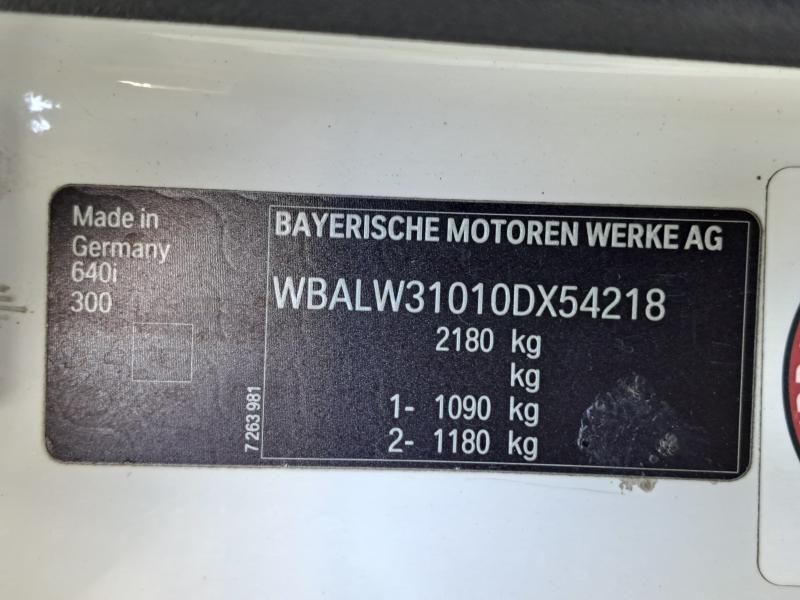 Made in
Germany
640i
300
7 263 981
BAYERISCHE MOTOREN WERKE AG
WBALW31010DX54218
2180 kg
kg
1- 1090 kg
2- 1180 kg